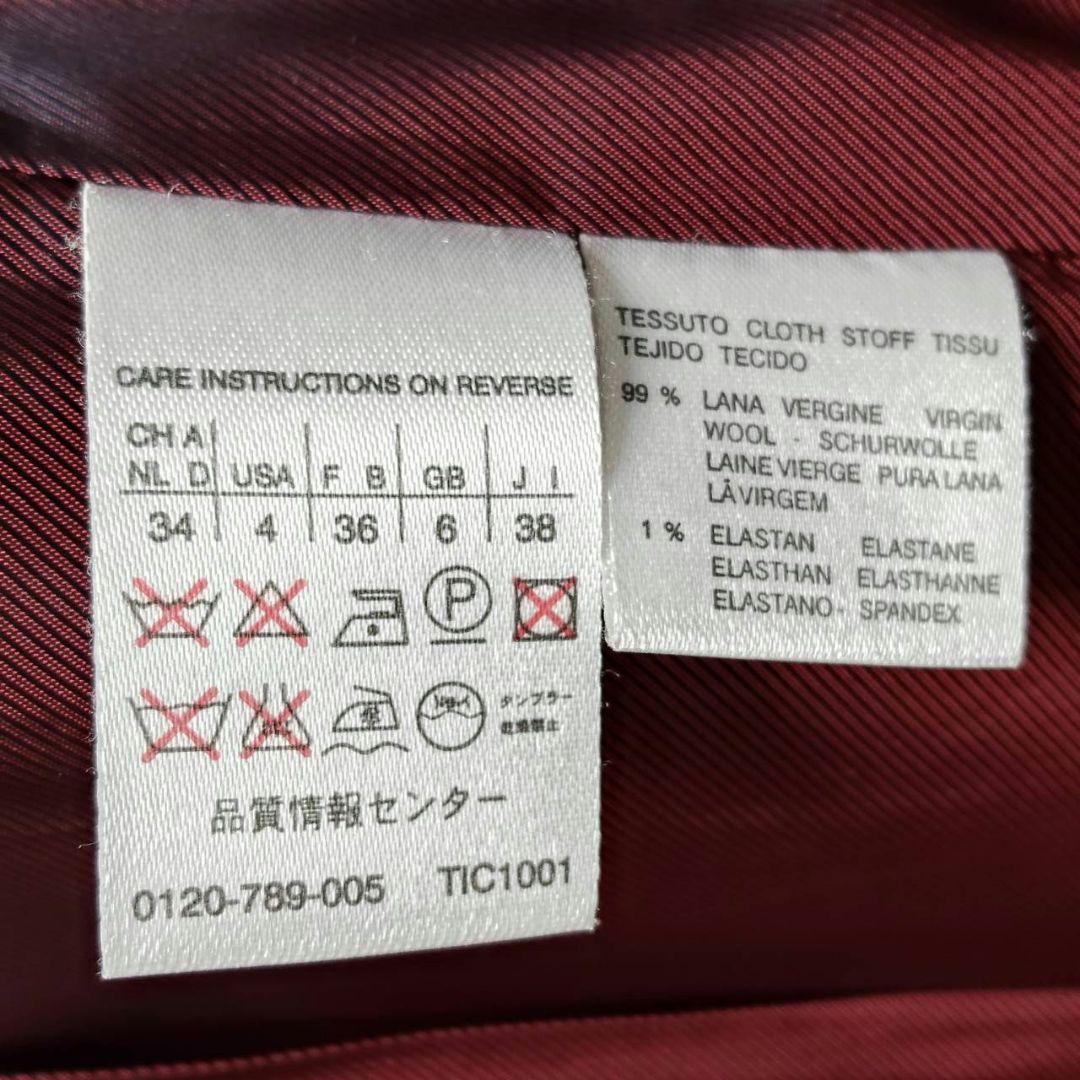 CARE INSTRUCTIONS ON REVERSE
CH A
NL D USA F B GB J I
34 4 36 6 38
P
タンブラー
乾燥禁止
品質情報センター
0120-789-005 TIC1001
TESSUTO CLOTH STOFF TISSU
TEJIDO TECIDO
99 % LANA VERGINE VIRGIN
WOOL - SCHURWOLLE
LAINE VIERGE PURA LANA
LÀVIRGEM
1 % ELASTAN ELASTANE
ELASTHAN ELASTHANNE
ELASTANO - SPANDEX